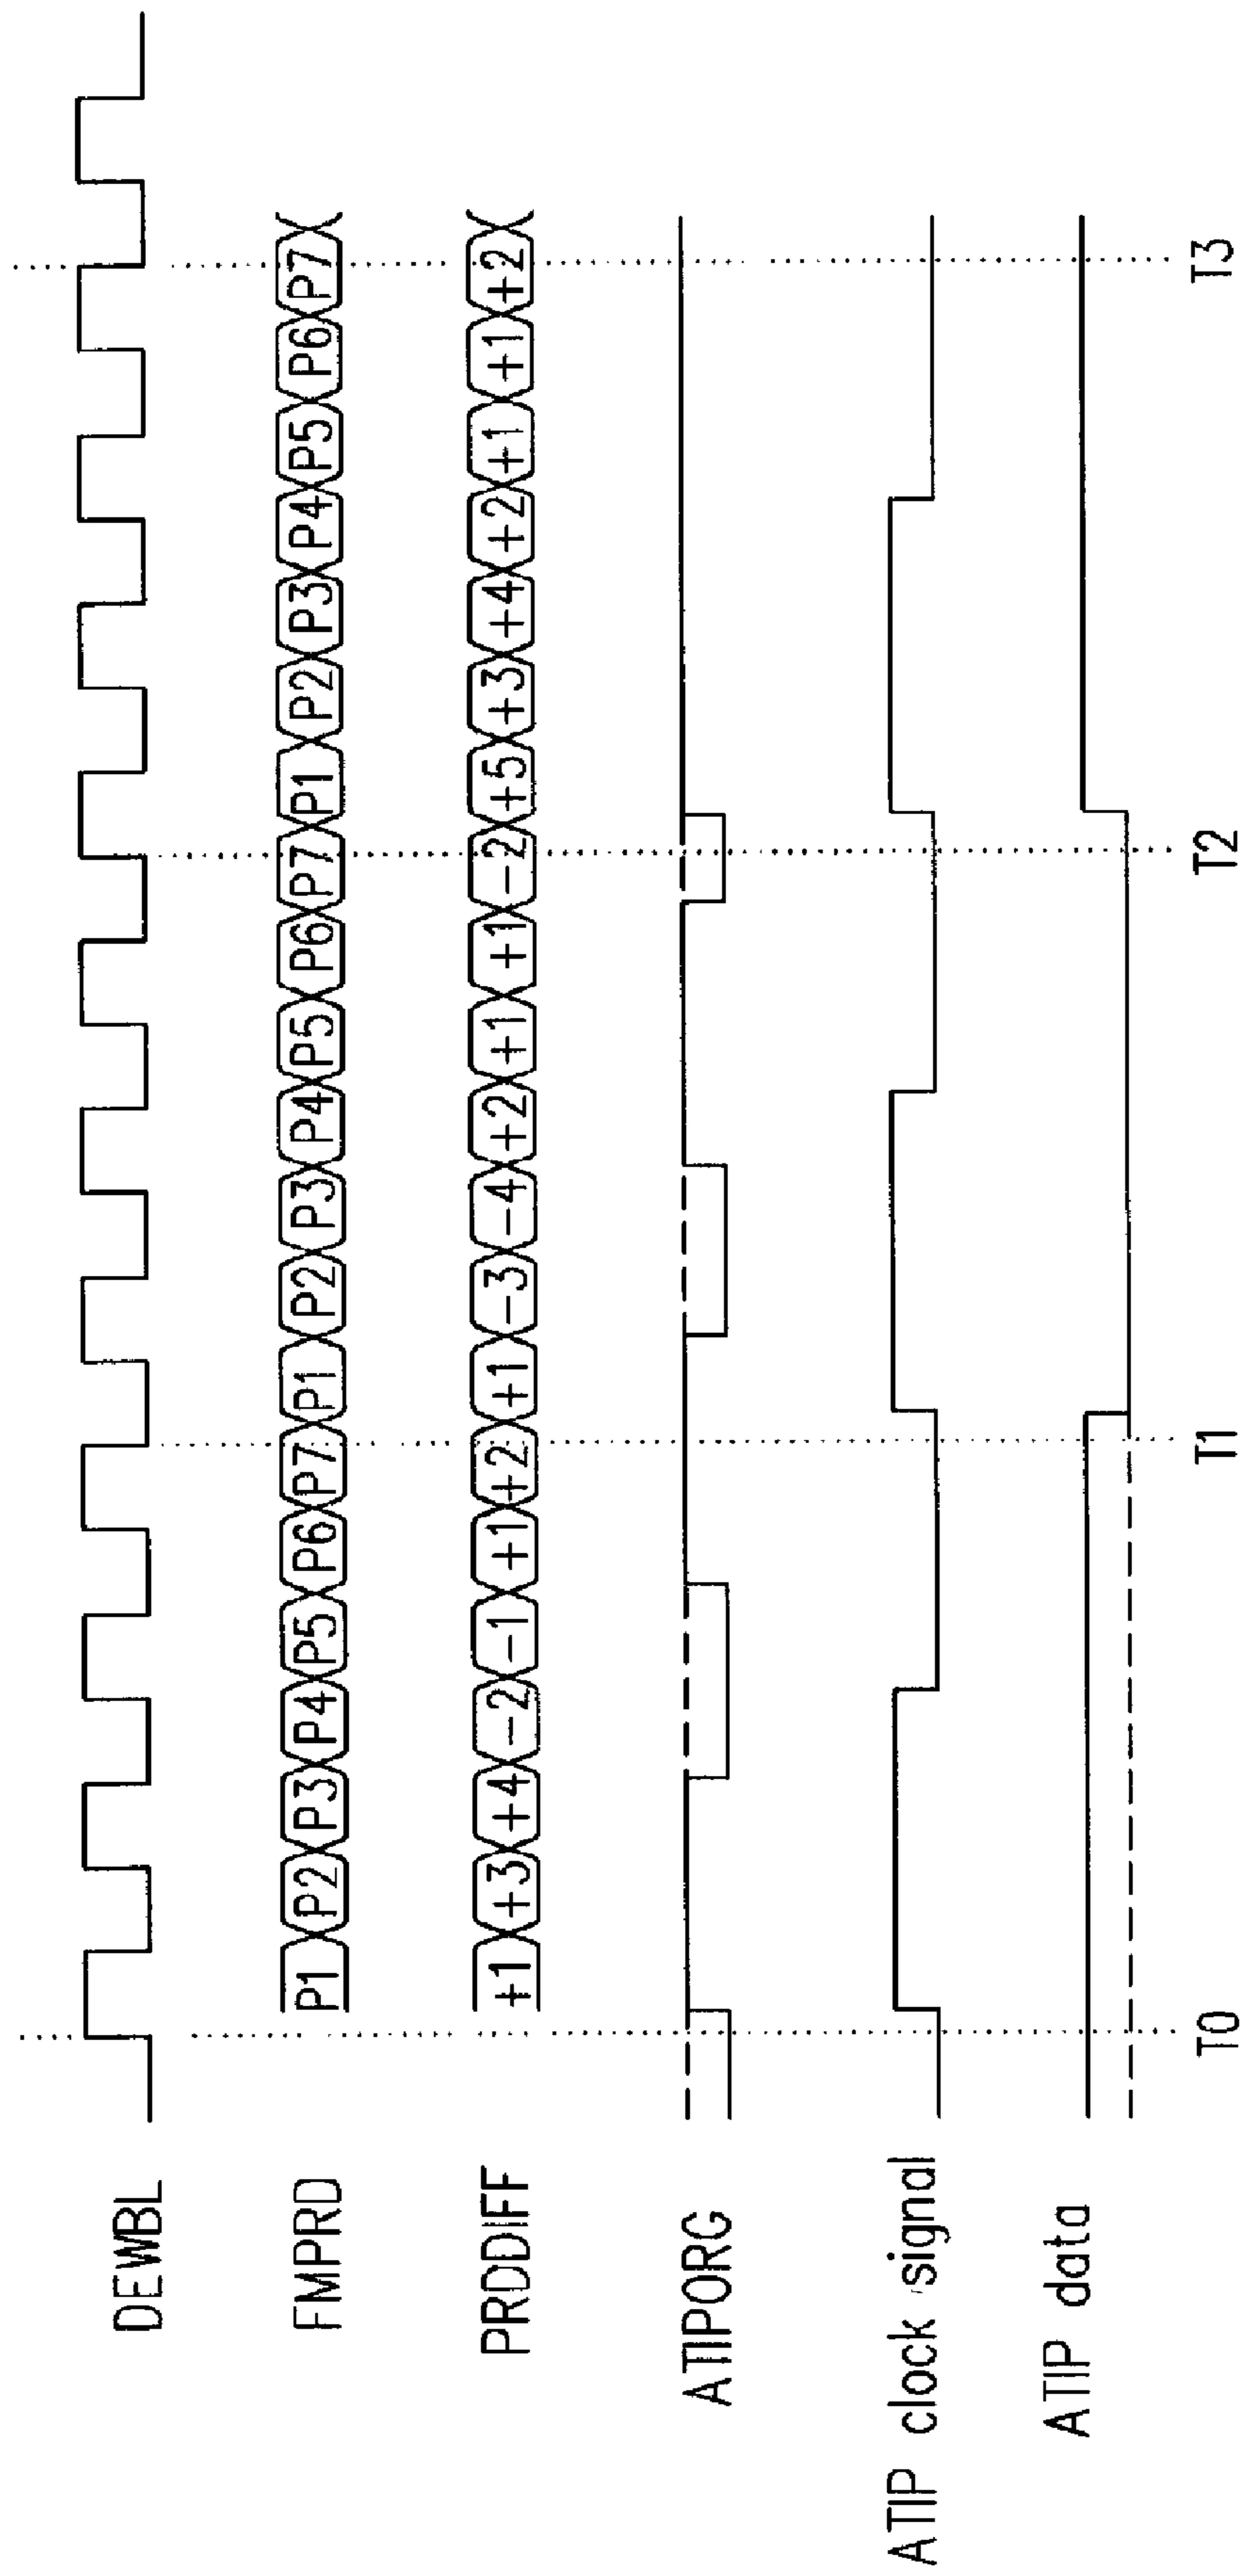 DEWBL
FMPRD P1 P2 P3 P4 P5 P6 P7 P1 P2 P3 P4 P5 P6 P7 P1 P2 P3 P4 P5 P6 P7
PRDDIFF +1 +3 +4 -2 -1 +1 +2 +1 -3 -4 +2 +1 +1 -2 +5 +3 +4 +2 +1 +1 +2
ATIPORG
ATIP clock signal
ATIP data
T0 T1 T2 T3